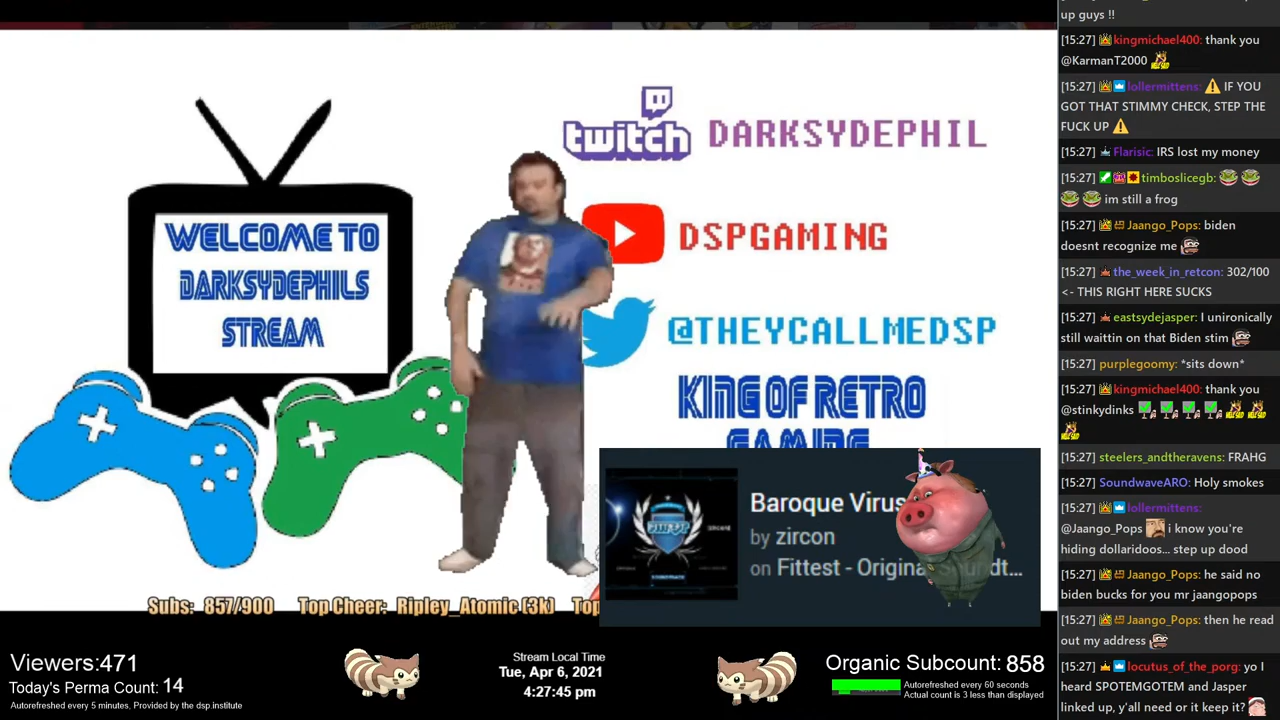 twitch DARKSYDEPHIL
WELCOME TO
DARKSYDEPHILS
STREAM
DSPGAMING
@THEYCALLMEDSP
KING OF RETRO
GAMING
Baroque Virus
by zircon
on Fittest - Origina
Subs: 857/900 Top Cheer: Ripley_Atomic (3k) Top
Viewers:471
Today's Perma Count: 14
Autorefreshed every 5 minutes, Provided by the dsp.institute
Stream Local Time
Tue, Apr 6, 2021
4:27:45 pm
Organic Subcount: 858
Autorefreshed every 60 seconds
Actual count is 3 less than displayed
up guys !!
[15:27] kingmichael400: thank you
@KarmanT2000
[15:27] lollermittens: ⚠ IF YOU
GOT THAT STIMMY CHECK, STEP THE
FUCK UP ⚠
[15:27] Flarisic: IRS lost my money
[15:27] timboslicegb:
im still a frog
[15:27] Jaango_Pops: biden
doesnt recognize me
[15:27] the_week_in_retcon: 302/100
<- THIS RIGHT HERE SUCKS
[15:27] eastsydejasper: I unironically
still waittin on that Biden stim
[15:27] purplegoomy: *sits down*
[15:27] kingmichael400: thank you
@stinkydinks
[15:27] steelers_andtheravens: FRAHG
[15:27] SoundwaveARO: Holy smokes
[15:27] lollermittens:
@Jaango_Pops i know you're
hiding dollaridoos... step up dood
[15:27] Jaango_Pops: he said no
biden bucks for you mr jaangopops
[15:27] Jaango_Pops: then he read
out my address
[15:27] locutus_of_the_porg: yo I
heard SPOTEMGOTEM and Jasper
linked up, y'all need or it keep it?